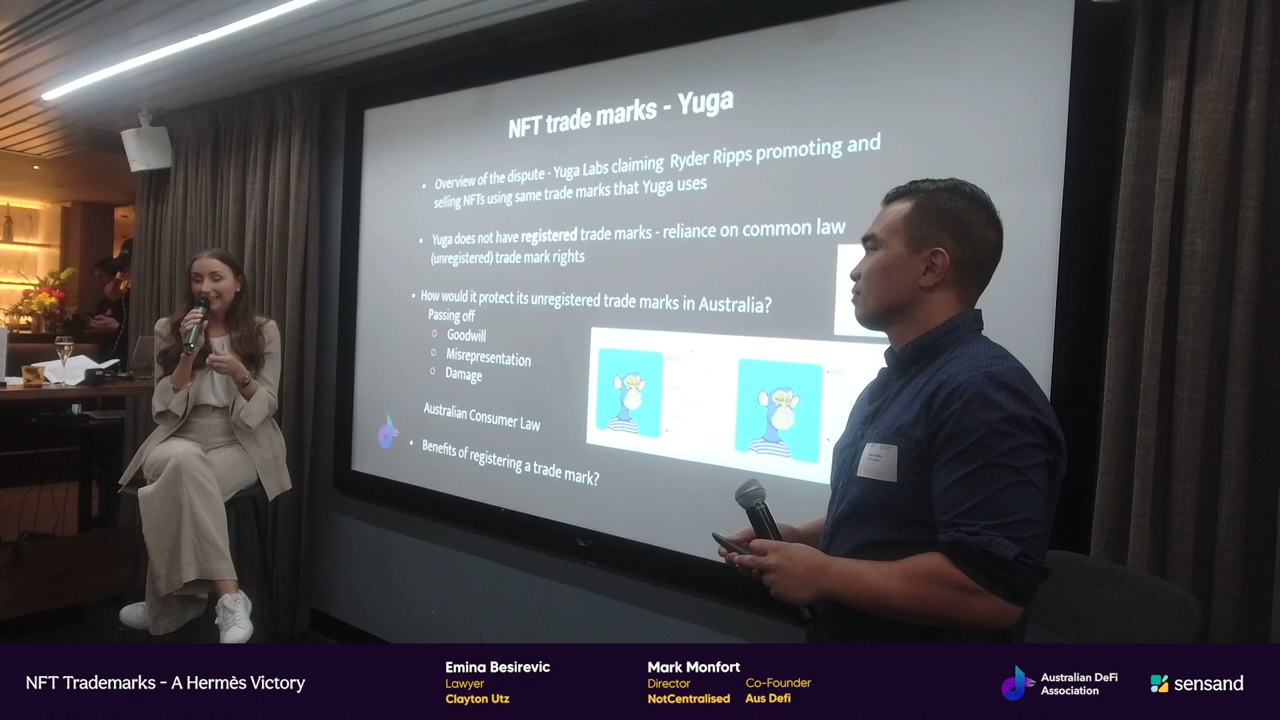 NFT trade marks - Yuga
• Overview of the dispute - Yuga Labs claiming Ryder Ripps promoting and
selling NFTs using same trade marks that Yuga uses
• Yuga does not have registered trade marks - reliance on common law
(unregistered) trade mark rights
• How would it protect its unregistered trade marks in Australia?
Passing off
○ Goodwill
○ Misrepresentation
○ Damage
Australian Consumer Law
• Benefits of registering a trade mark?
NFT Trademarks - A Hermès Victory
Emina Besirevic
Lawyer
Clayton Utz
Mark Monfort
Director
NotCentralised
Co-Founder
Aus Defi
Australian DeFi
Association
sensand